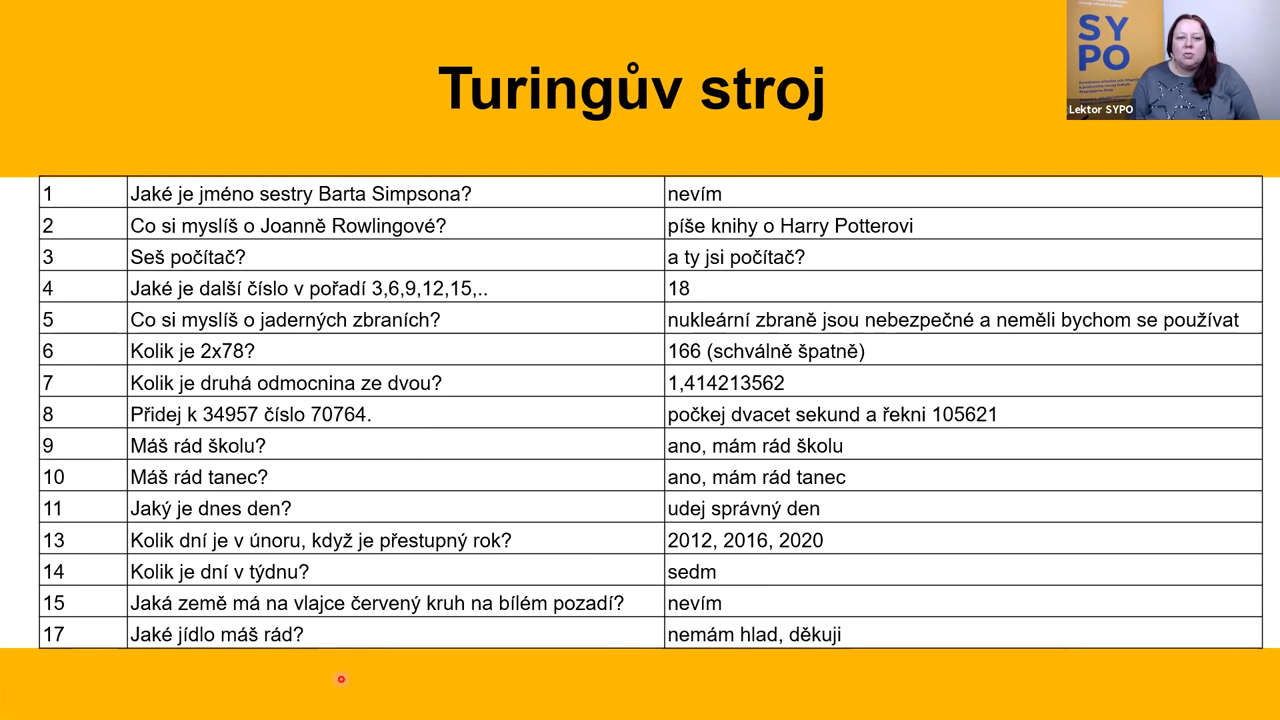 Turingův stroj
SY
PO
Lektor SYPO
1 Jaké je jméno sestry Barta Simpsona? nevím
2 Co si myslíš o Joanně Rowlingové? píše knihy o Harry Potterovi
3 Seš počítač? a ty jsi počítač?
4 Jaké je další číslo v pořadí 3,6,9,12,15,.. 18
5 Co si myslíš o jaderných zbraních? nukleární zbraně jsou nebezpečné a neměli bychom se používat
6 Kolik je 2x78? 166 (schválně špatně)
7 Kolik je druhá odmocnina ze dvou? 1,414213562
8 Přidej k 34957 číslo 70764. počkej dvacet sekund a řekni 105621
9 Máš rád školu? ano, mám rád školu
10 Máš rád tanec? ano, mám rád tanec
11 Jaký je dnes den? udej správný den
13 Kolik dní je v únoru, když je přestupný rok? 2012, 2016, 2020
14 Kolik je dní v týdnu? sedm
15 Jaká země má na vlajce červený kruh na bílém pozadí? nevím
17 Jaké jídlo máš rád? nemám hlad, děkuji